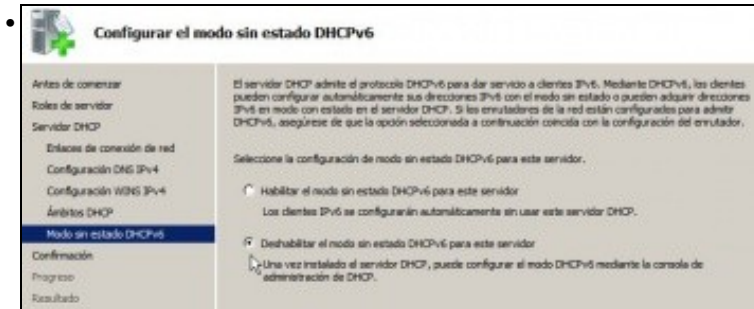 Configurar el modo sin estado DHCPv6
Antes de comenzar
Roles de servidor
Servidor DHCP
Enlaces de conexión de red
Configuración DNS IPv4
Configuración WINS IPv4
Ámbitos DHCP
Modo sin estado DHCPv6
Confirmación
Progreso
Resultado
El servidor DHCP admite el protocolo DHCPv6 para dar servicio a clientes IPv6. Mediante DHCPv6, los clientes
pueden configurar automáticamente sus direcciones IPv6 con el modo sin estado o pueden adquirir direcciones
IPv6 en modo con estado en el servidor DHCP. Si los enrutadores de la red están configurados para admitir
DHCPv6, asegúrese de que la opción seleccionada a continuación coincida con la configuración del enrutador.
Seleccione la configuración de modo sin estado DHCPv6 para este servidor.
Habilitar el modo sin estado DHCPv6 para este servidor
Los clientes IPv6 se configurarán automáticamente sin usar este servidor DHCP.
Deshabilitar el modo sin estado DHCPv6 para este servidor
Una vez instalado el servidor DHCP, puede configurar el modo DHCPv6 mediante la consola de
administración de DHCP.